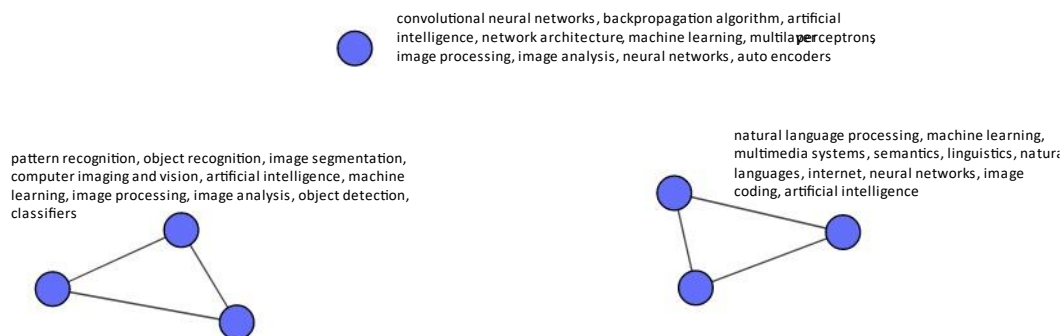 convolutional neural networks, backpropagation algorithm, artificial
intelligence, network architecture, machine learning, multilayer perceptrons,
image processing, image analysis, neural networks, auto encoders
pattern recognition, object recognition, image segmentation,
computer imaging and vision, artificial intelligence, machine
learning, image processing, image analysis, object detection,
classifiers
natural language processing, machine learning,
multimedia systems, semantics, linguistics, natura
languages, internet, neural networks, image
coding, artificial intelligence